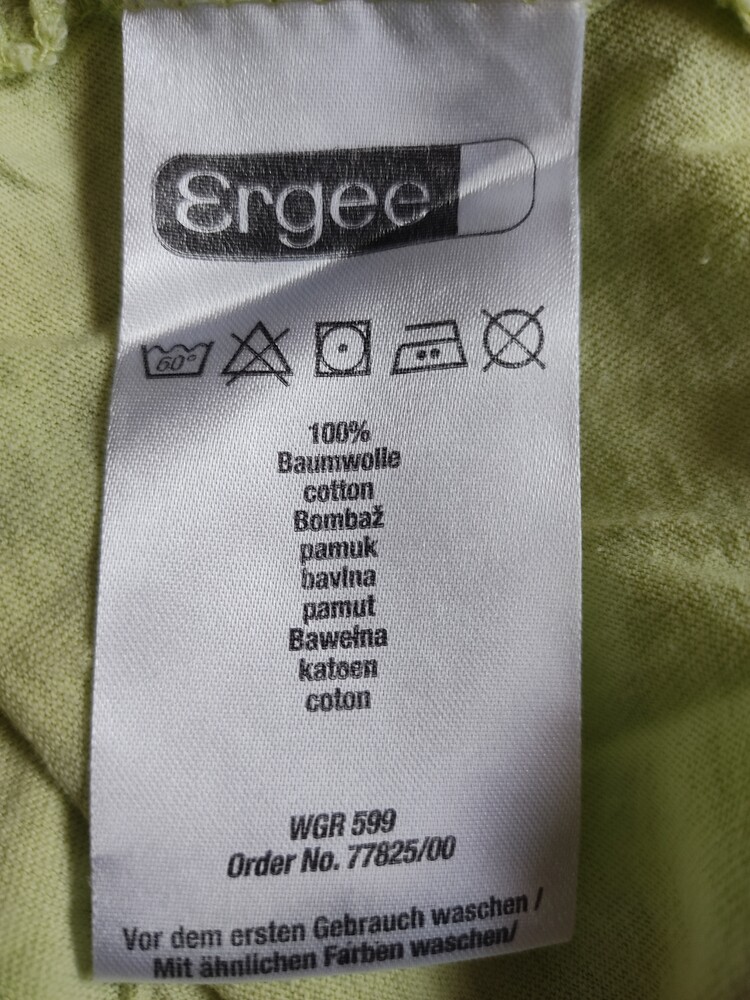 Ergee
60°
100%
Baumwolle
cotton
Bombaž
pamuk
bavlna
pamut
Bawełna
katoen
coton
WGR 599
Order No. 77825/00
Vor dem ersten Gebrauch waschen /
Mit ähnlichen Farben waschen/